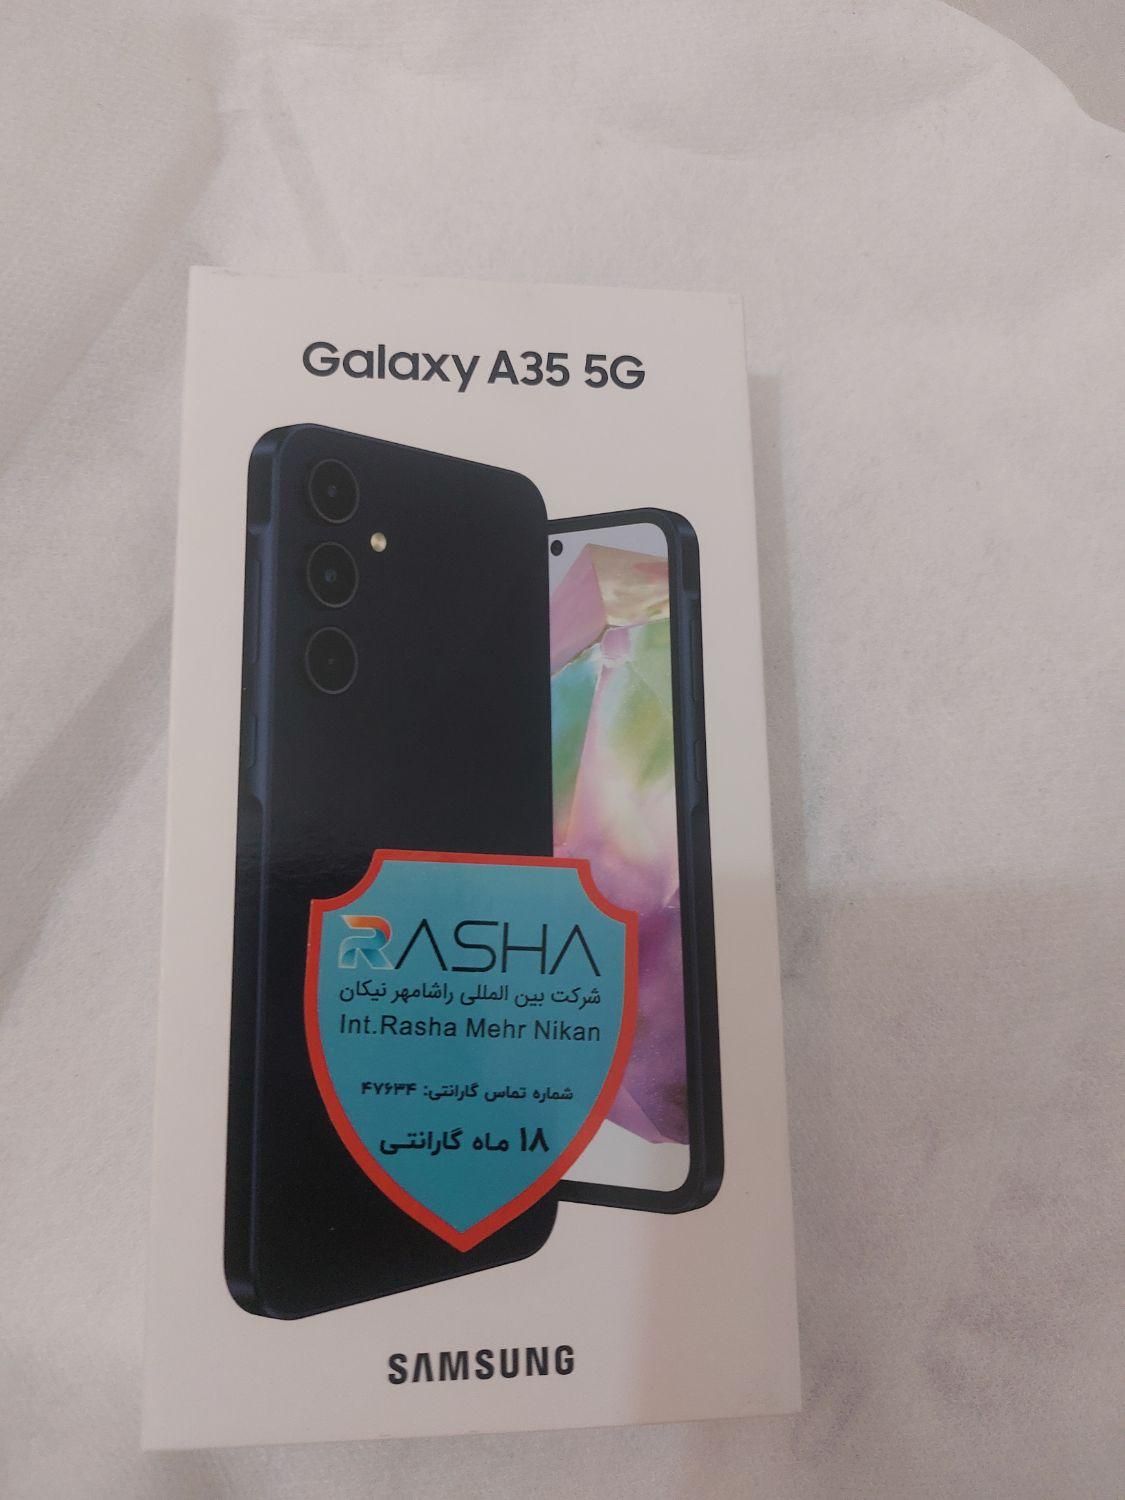 Galaxy A35 5G
RASHA
شرکت بین المللی راشامهر نیکان
Int.Rasha Mehr Nikan
شماره تماس گارانتی: ۴۷۶۳۴
۱۸ ماه گارانتی
SAMSUNG